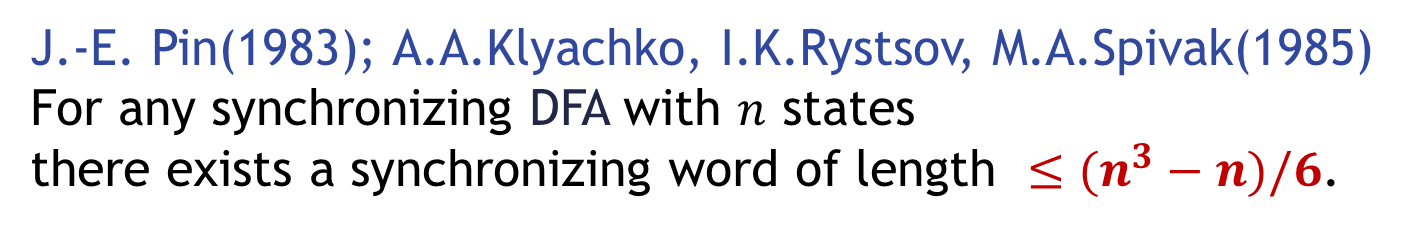 J.-E. Pin(1983); A.A.Klyachko, I.K.Rystsov, M.A.Spivak(1985)
For any synchronizing DFA with n states
there exists a synchronizing word of length ≤ (n³ − n)/6.